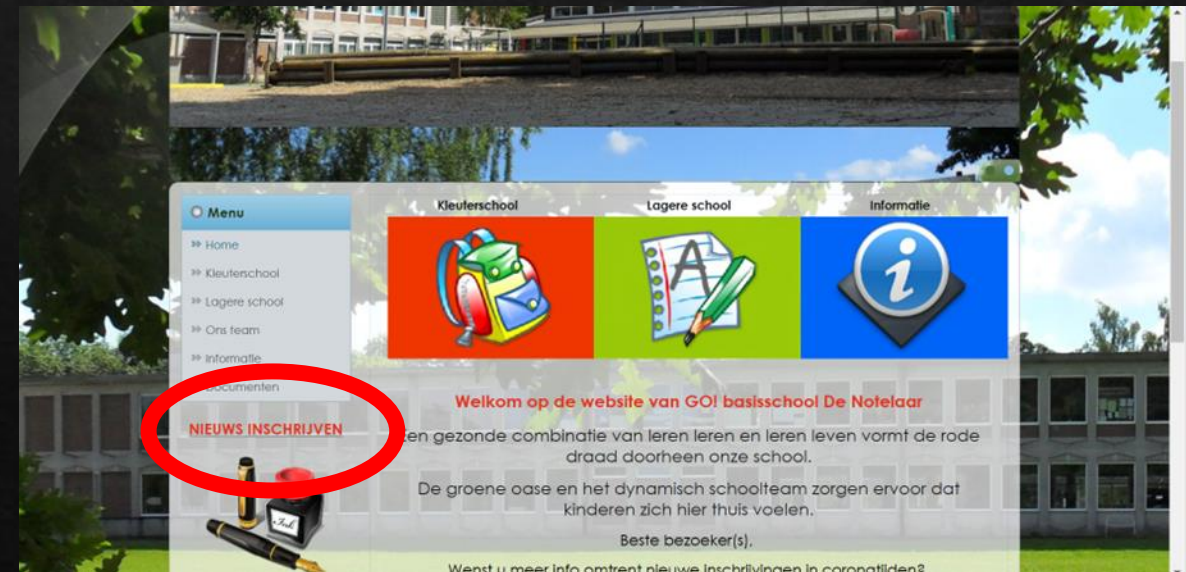 Menu
Home
Kleuterschool
Lagere school
Ons team
Informatie
Documenten
NIEUWS INSCHRIJVEN
Ink
Kleuterschool
Lagere school
Informatie
A
i
Welkom op de website van GO! basisschool De Notelaar
Een gezonde combinatie van leren leren en leren leven vormt de rode
draad doorheen onze school.
De groene oase en het dynamisch schoolteam zorgen ervoor dat
kinderen zich hier thuis voelen.
Beste bezoeker(s),
Wenst u meer info omtrent nieuwe inschrijvingen in coronatijden?